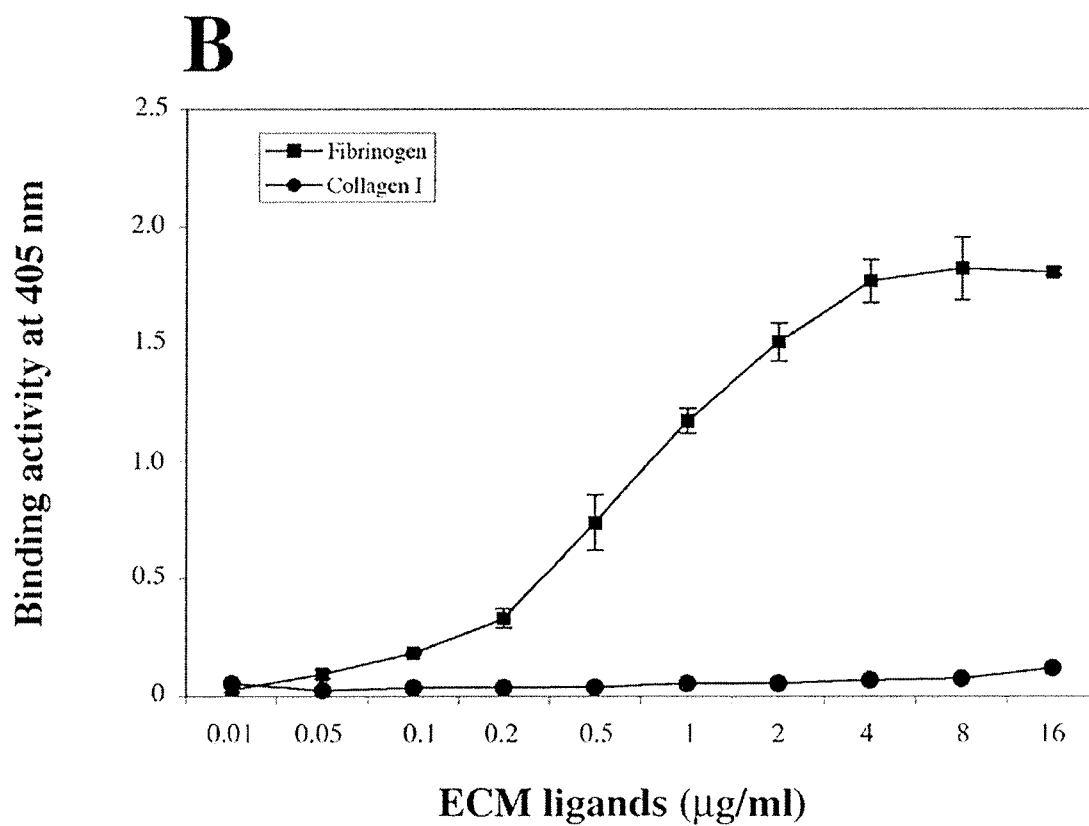 B
2.5
Fibrinogen
Collagen I
2.0
1.5
1.0
0.5
0
Binding activity at 405 nm
0.01 0.05 0.1 0.2 0.5 1 2 4 8 16
ECM ligands (μg/ml)